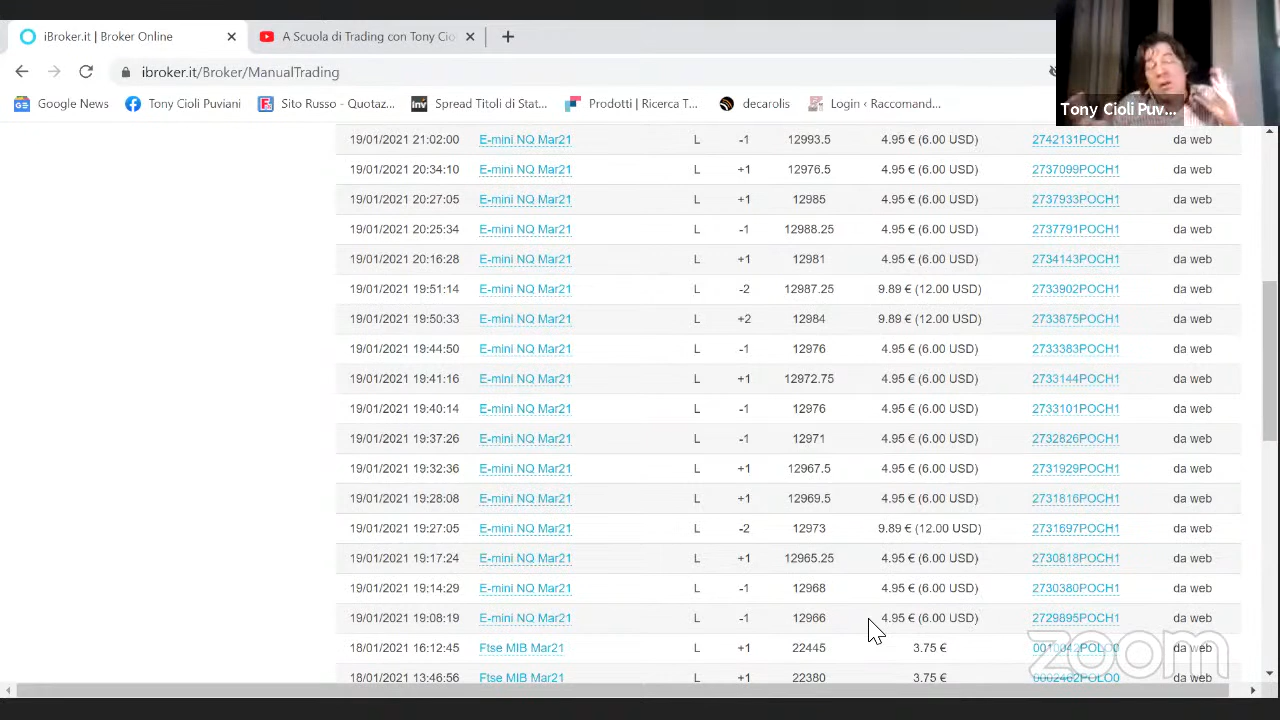 iBroker.it | Broker Online
A Scuola di Trading con Tony Cio
ibroker.it/Broker/ManualTrading
Google News Tony Cioli Puviani Sito Russo - Quotaz... Spread Titoli di Stat... Prodotti | Ricerca T... decarolis Login ‹ Raccomand...
Tony Cioli Puv...
19/01/2021 21:02:00 E-mini NQ Mar21 L -1 12993.5 4.95 € (6.00 USD) 2742131POCH1 da web
19/01/2021 20:34:10 E-mini NQ Mar21 L +1 12976.5 4.95 € (6.00 USD) 2737099POCH1 da web
19/01/2021 20:27:05 E-mini NQ Mar21 L +1 12985 4.95 € (6.00 USD) 2737933POCH1 da web
19/01/2021 20:25:34 E-mini NQ Mar21 L -1 12988.25 4.95 € (6.00 USD) 2737791POCH1 da web
19/01/2021 20:16:28 E-mini NQ Mar21 L +1 12981 4.95 € (6.00 USD) 2734143POCH1 da web
19/01/2021 19:51:14 E-mini NQ Mar21 L -2 12987.25 9.89 € (12.00 USD) 2733902POCH1 da web
19/01/2021 19:50:33 E-mini NQ Mar21 L +2 12984 9.89 € (12.00 USD) 2733875POCH1 da web
19/01/2021 19:44:50 E-mini NQ Mar21 L -1 12976 4.95 € (6.00 USD) 2733383POCH1 da web
19/01/2021 19:41:16 E-mini NQ Mar21 L +1 12972.75 4.95 € (6.00 USD) 2733144POCH1 da web
19/01/2021 19:40:14 E-mini NQ Mar21 L -1 12976 4.95 € (6.00 USD) 2733101POCH1 da web
19/01/2021 19:37:26 E-mini NQ Mar21 L -1 12971 4.95 € (6.00 USD) 2732826POCH1 da web
19/01/2021 19:32:36 E-mini NQ Mar21 L +1 12967.5 4.95 € (6.00 USD) 2731929POCH1 da web
19/01/2021 19:28:08 E-mini NQ Mar21 L +1 12969.5 4.95 € (6.00 USD) 2731816POCH1 da web
19/01/2021 19:27:05 E-mini NQ Mar21 L -2 12973 9.89 € (12.00 USD) 2731697POCH1 da web
19/01/2021 19:17:24 E-mini NQ Mar21 L +1 12965.25 4.95 € (6.00 USD) 2730818POCH1 da web
19/01/2021 19:14:29 E-mini NQ Mar21 L -1 12968 4.95 € (6.00 USD) 2730380POCH1 da web
19/01/2021 19:08:19 E-mini NQ Mar21 L -1 12966 4.95 € (6.00 USD) 2729895POCH1 da web
18/01/2021 16:12:45 Ftse MIB Mar21 L +1 22445 3.75 € 0010042POLO0 da web
18/01/2021 13:46:56 Ftse MIB Mar21 L +1 22380 3.75 € 0002462POLO0 da web
zoom